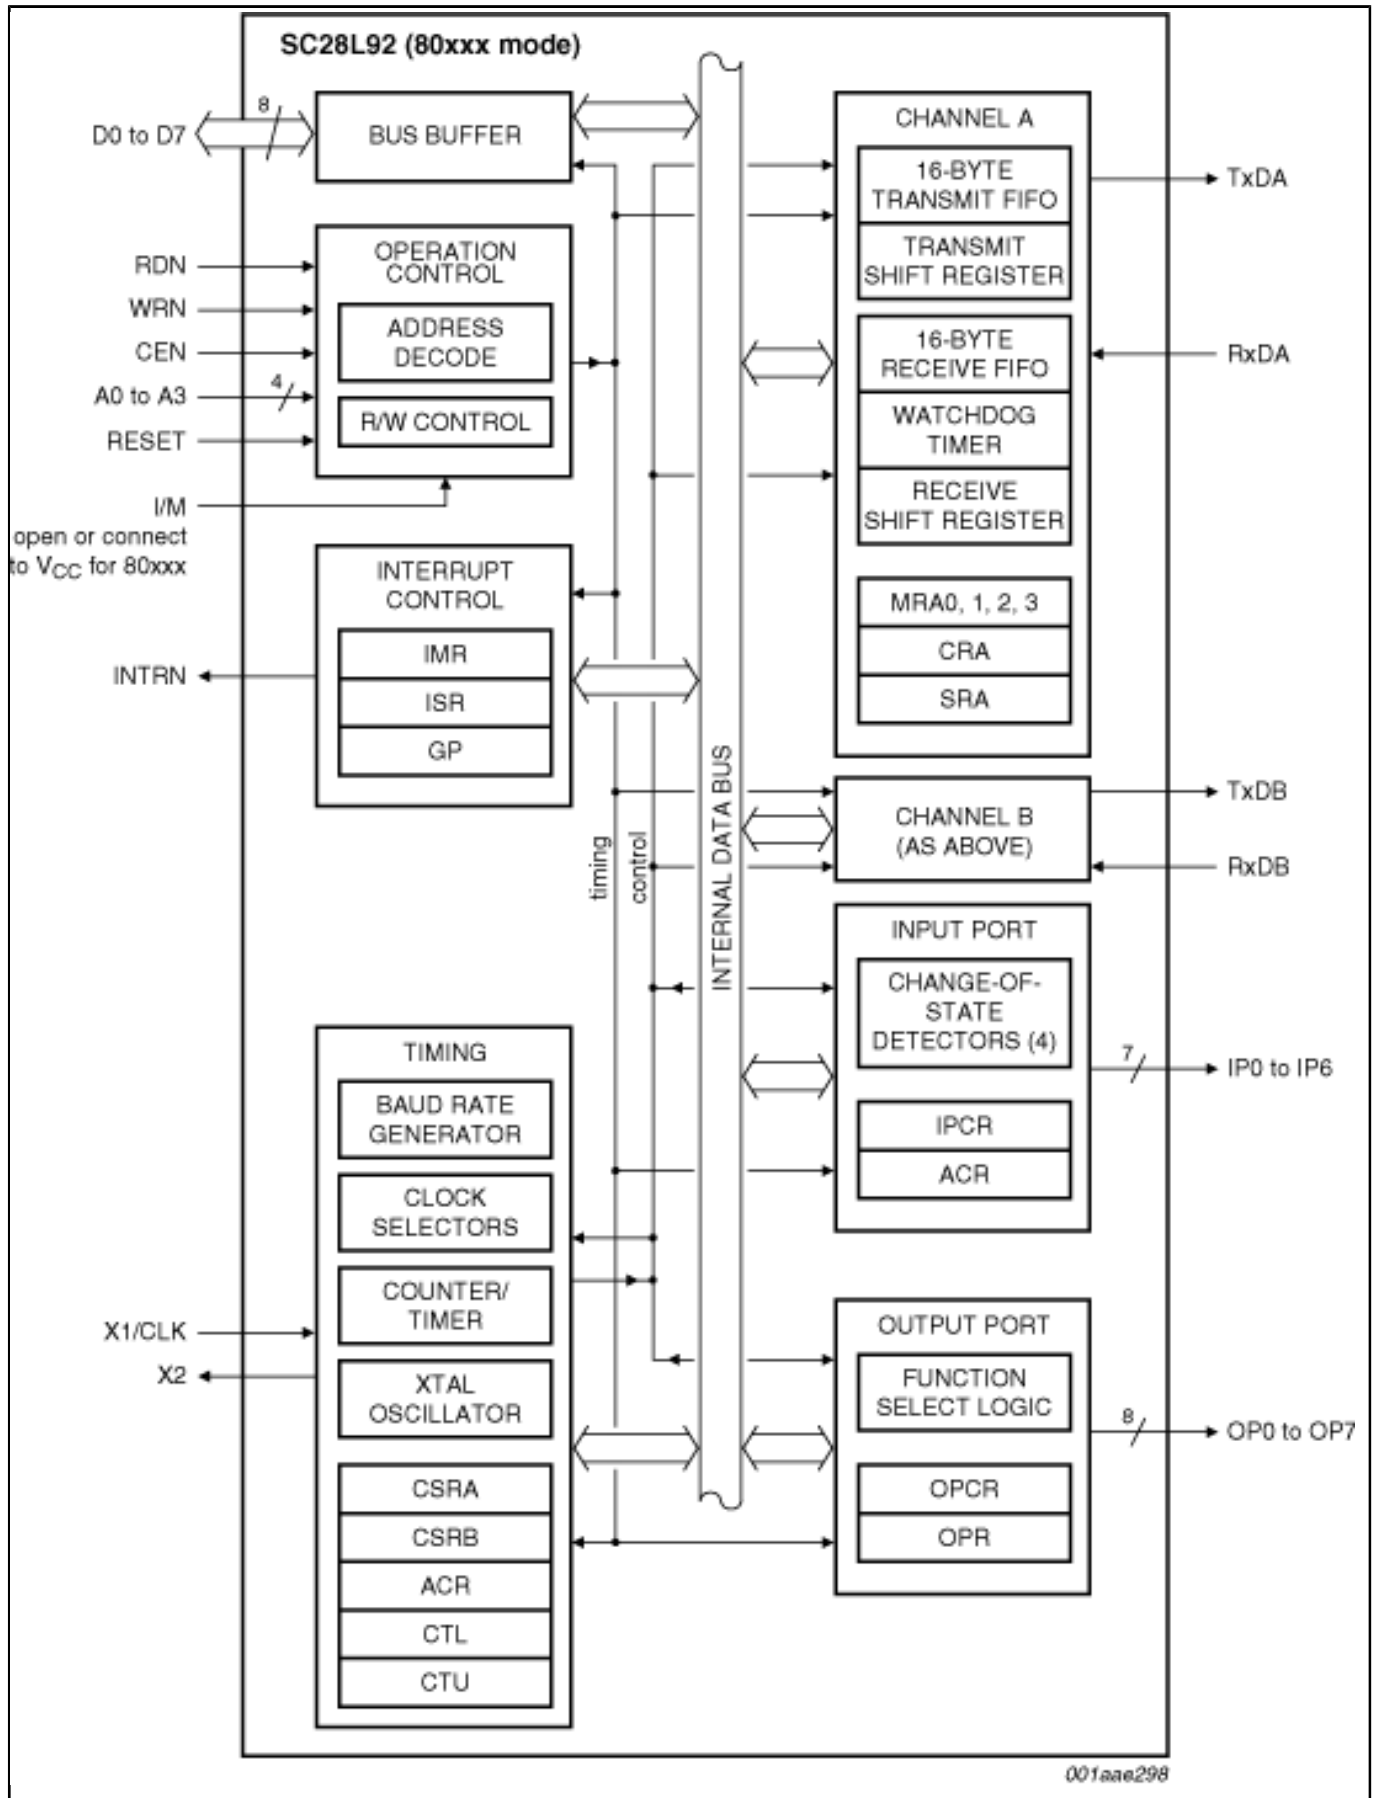 SC28L92 (80xxx mode)
D0 to D7
8
BUS BUFFER
RDN
WRN
CEN
A0 to A3
4
RESET
I/M
open or connect
to VCC for 80xxx
OPERATION
CONTROL
ADDRESS
DECODE
R/W CONTROL
INTRN
INTERRUPT
CONTROL
IMR
ISR
GP
timing
control
INTERNAL DATA BUS
X1/CLK
X2
TIMING
BAUD RATE
GENERATOR
CLOCK
SELECTORS
COUNTER/
TIMER
XTAL
OSCILLATOR
CSRA
CSRB
ACR
CTL
CTU
CHANNEL A
16-BYTE
TRANSMIT FIFO
TRANSMIT
SHIFT REGISTER
16-BYTE
RECEIVE FIFO
WATCHDOG
TIMER
RECEIVE
SHIFT REGISTER
MRA0, 1, 2, 3
CRA
SRA
TxDA
RxDA
CHANNEL B
(AS ABOVE)
TxDB
RxDB
INPUT PORT
CHANGE-OF-
STATE
DETECTORS (4)
IPCR
ACR
7
IP0 to IP6
OUTPUT PORT
FUNCTION
SELECT LOGIC
OPCR
OPR
8
OP0 to OP7
001aae298